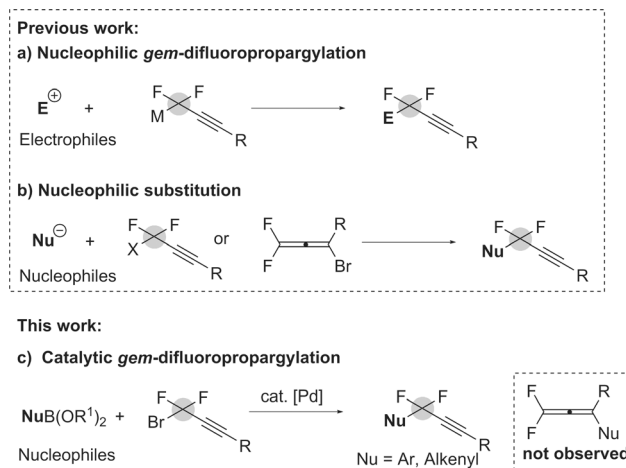 Previous work:
a) Nucleophilic gem-difluoropropargylation
F F F F
E⊕ + M E
R R
Electrophiles
b) Nucleophilic substitution
F F F R F F
Nu⊖ + X or Nu
F Br
R R
Nucleophiles
This work:
c) Catalytic gem-difluoropropargylation
F F cat. [Pd] F F F R
NuB(OR¹)₂ + Br Nu
R R F Nu
Nucleophiles Nu = Ar, Alkenyl not observed